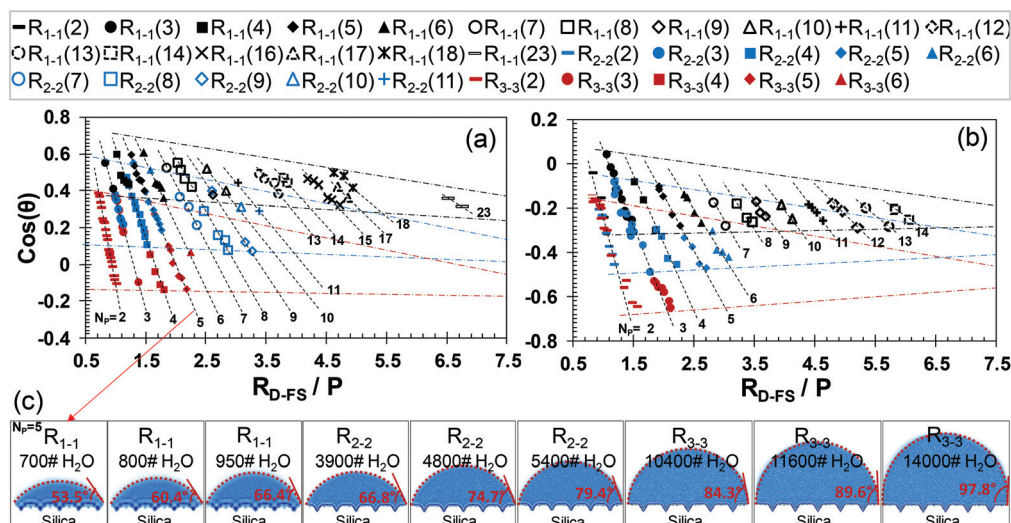 R1-1(2) R1-1(3) R1-1(4) R1-1(5) R1-1(6) R1-1(7) R1-1(8) R1-1(9) R1-1(10) R1-1(11) R1-1(12)
R1-1(13) R1-1(14) R1-1(16) R1-1(17) R1-1(18) R1-1(23) R2-2(2) R2-2(3) R2-2(4) R2-2(5) R2-2(6)
R2-2(7) R2-2(8) R2-2(9) R2-2(10) R2-2(11) R3-3(2) R3-3(3) R3-3(4) R3-3(5) R3-3(6)
(a)
Cos(θ)
0.8
0.6
0.4
0.2
0
-0.2
-0.4
NP= 2 3 4 5 6 7 8 9 10 11 13 14 15 17 18 23
0.5 1.5 2.5 3.5 4.5 5.5 6.5 7.5
RD-FS / P
(b)
0.2
0
-0.2
-0.4
-0.6
-0.8
NP= 2 3 4 5 6 7 8 9 10 11 12 13 14
0.5 1.5 2.5 3.5 4.5 5.5 6.5 7.5
RD-FS / P
(c)
NP=5
R1-1 R1-1 R1-1 R2-2 R2-2 R2-2 R3-3 R3-3 R3-3
700# H2O 800# H2O 950# H2O 3900# H2O 4800# H2O 5400# H2O 10400# H2O 11600# H2O 14000# H2O
53.5° 60.4° 66.4° 66.8° 74.7° 79.4° 84.3° 89.6° 97.8°
Silica Silica Silica Silica Silica Silica Silica Silica Silica